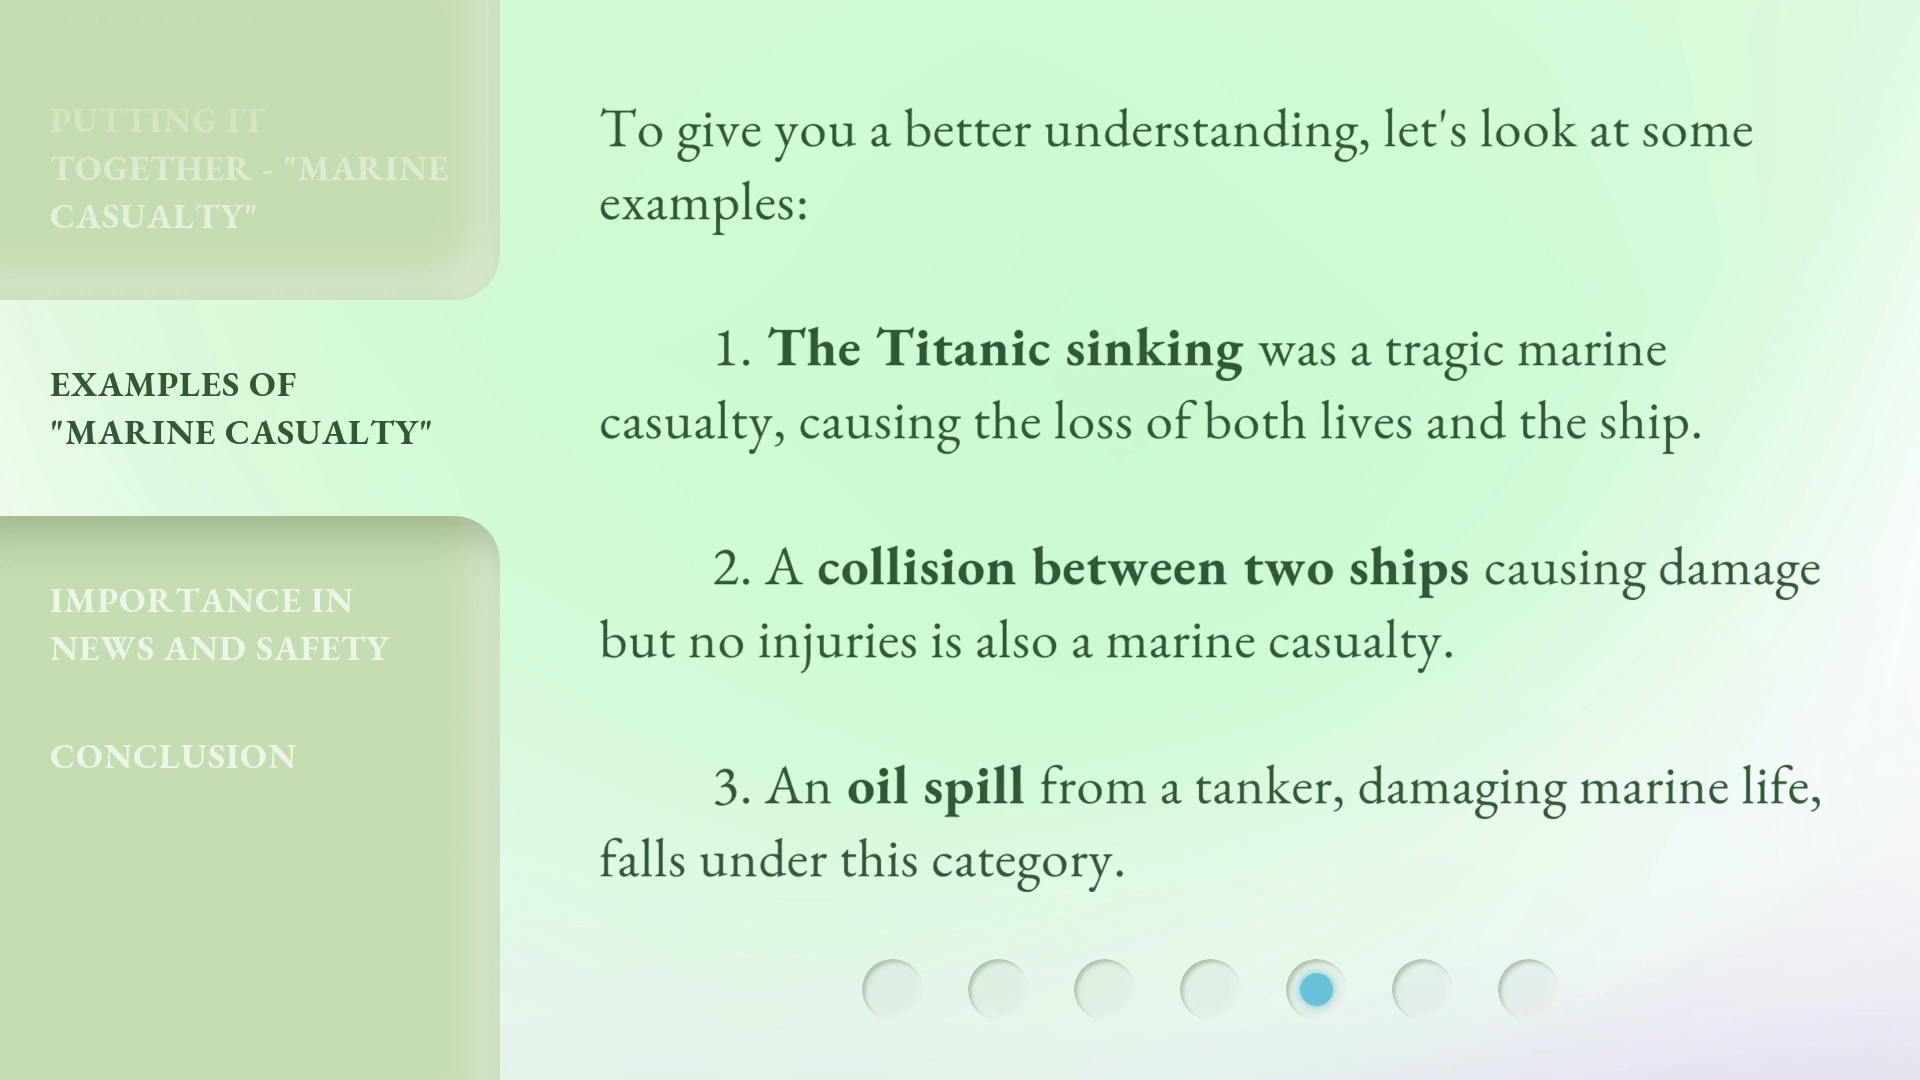 PUTTING IT
TOGETHER - "MARINE
CASUALTY"
EXAMPLES OF
"MARINE CASUALTY"
IMPORTANCE IN
NEWS AND SAFETY
CONCLUSION
To give you a better understanding, let's look at some
examples:
1. The Titanic sinking was a tragic marine
casualty, causing the loss of both lives and the ship.
2. A collision between two ships causing damage
but no injuries is also a marine casualty.
3. An oil spill from a tanker, damaging marine life,
falls under this category.